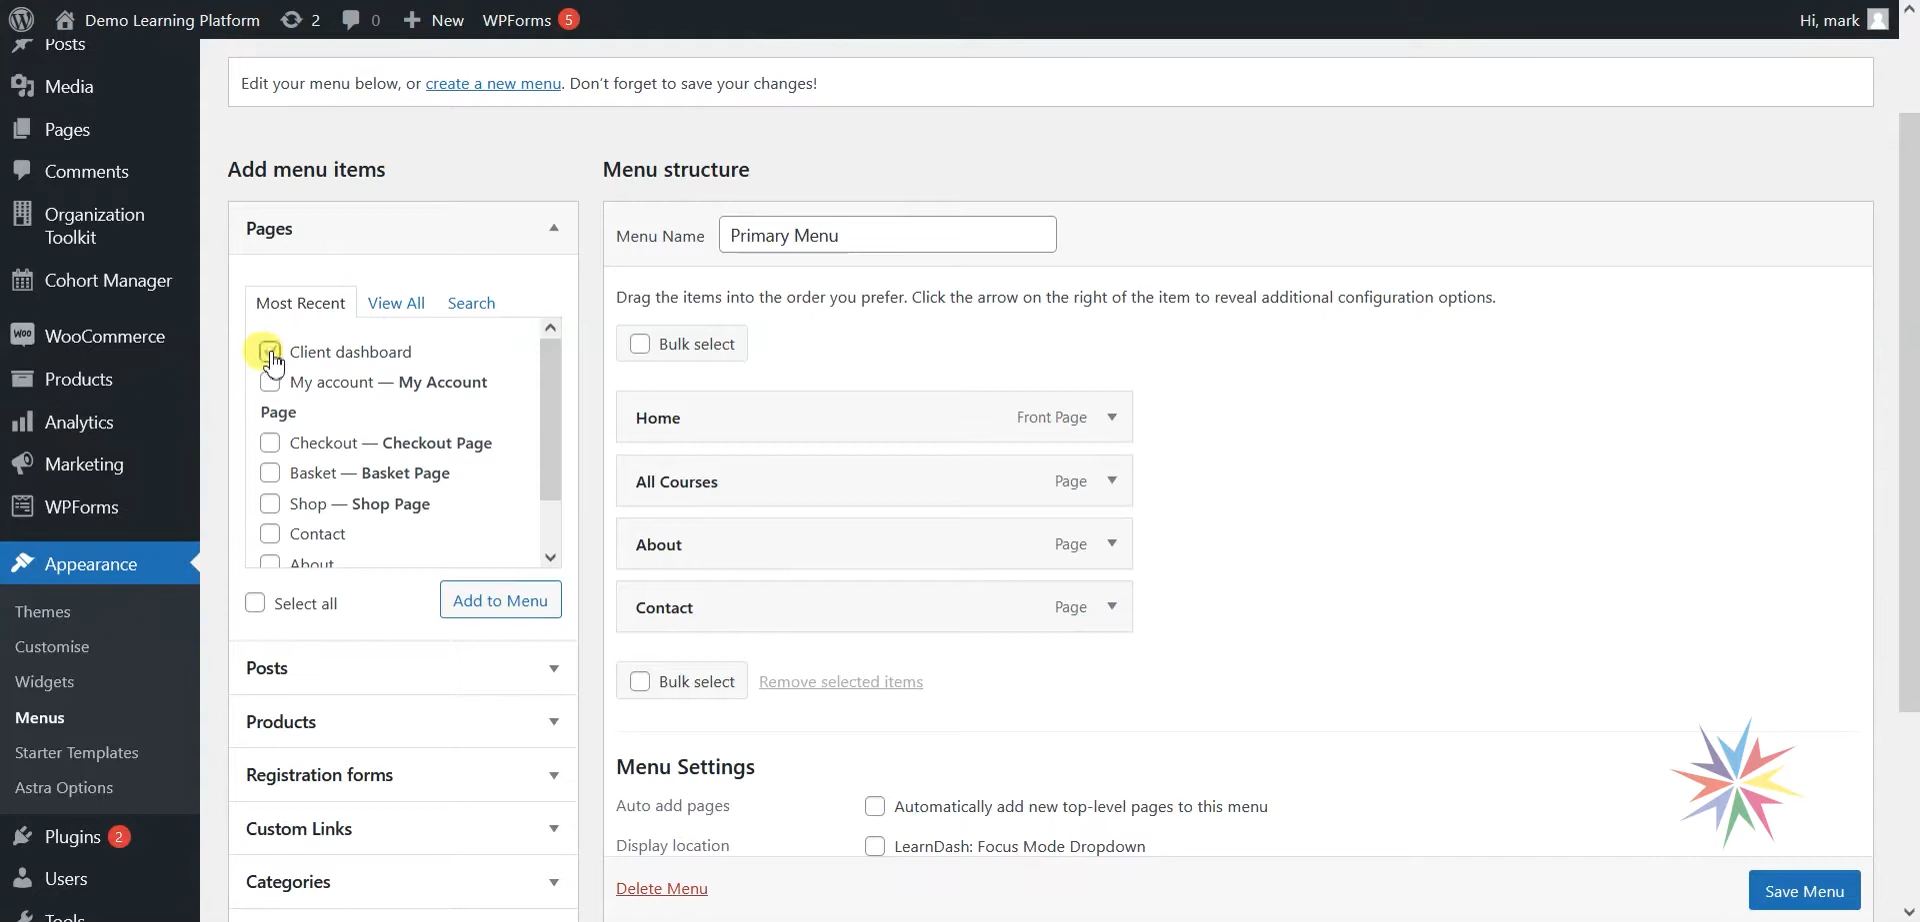 Demo Learning Platform 2 0 New WPForms 5 Hi, mark
Posts
Media
Pages
Comments
Organization
Toolkit
Cohort Manager
WooCommerce
Products
Analytics
Marketing
WPForms
Appearance
Themes
Customise
Widgets
Menus
Starter Templates
Astra Options
Plugins 2
Users
Tools
Edit your menu below, or create a new menu. Don't forget to save your changes!
Add menu items
Pages
Most Recent View All Search
Client dashboard
My account — My Account
Page
Checkout — Checkout Page
Basket — Basket Page
Shop — Shop Page
Contact
About
Select all Add to Menu
Posts
Products
Registration forms
Custom Links
Categories
Menu structure
Menu Name Primary Menu
Drag the items into the order you prefer. Click the arrow on the right of the item to reveal additional configuration options.
Bulk select
Home Front Page
All Courses Page
About Page
Contact Page
Bulk select Remove selected items
Menu Settings
Auto add pages Automatically add new top-level pages to this menu
Display location LearnDash: Focus Mode Dropdown
Delete Menu Save Menu